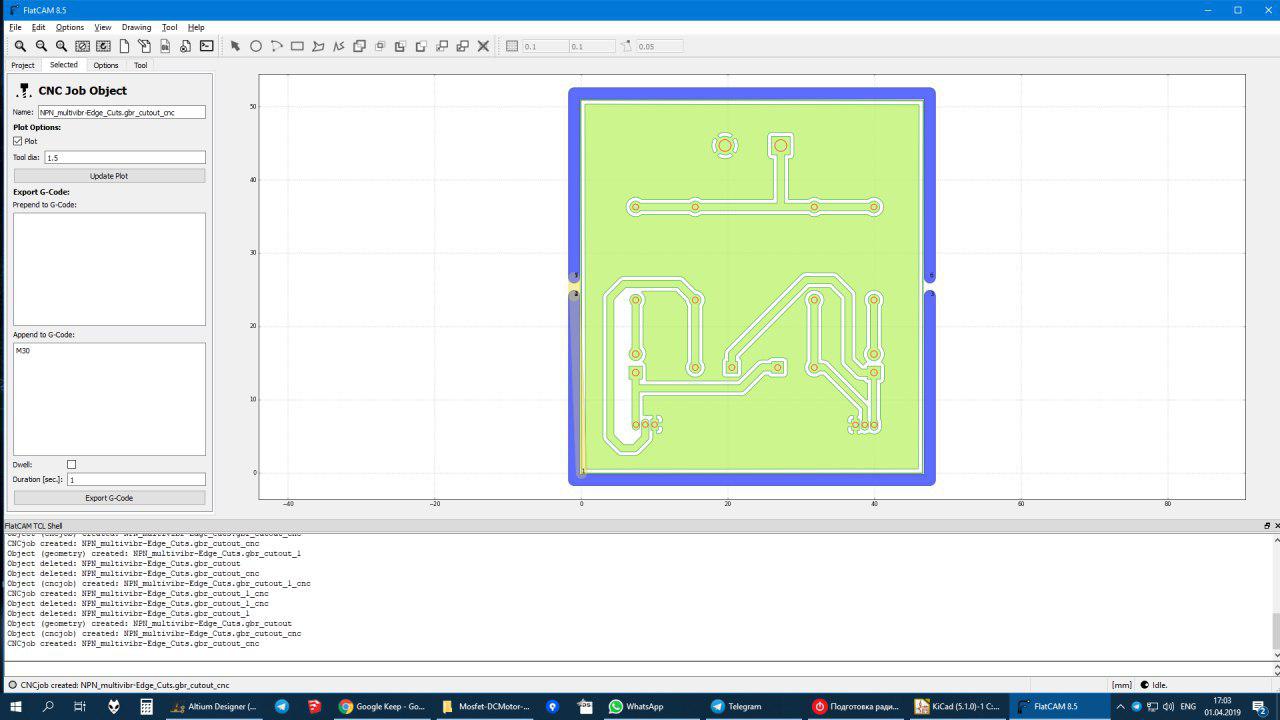 FlatCAM 8.5
File Edit Options View Drawing Tool Help
0.1 0.1 0.05
Project Selected Options Tool
CNC Job Object
Name: NPN_multivibr-Edge_Cuts.gbr_cutout_cnc
Plot Options:
Plot
Tool dia: 1.5
Update Plot
Export G-Code:
Prepend to G-Code:
Append to G-Code:
M30
Dwell:
Duration [sec.]: 1
Export G-Code
50
40
30
20
10
0
−40 −20 0 20 40 60 80
FlatCAM TCL Shell
Object (cncjob) created: NPN_multivibr-Edge_Cuts.gbr_cutout_cnc
CNCjob created: NPN_multivibr-Edge_Cuts.gbr_cutout_cnc
Object (geometry) created: NPN_multivibr-Edge_Cuts.gbr_cutout_1
Object deleted: NPN_multivibr-Edge_Cuts.gbr_cutout
Object deleted: NPN_multivibr-Edge_Cuts.gbr_cutout_cnc
Object (cncjob) created: NPN_multivibr-Edge_Cuts.gbr_cutout_1_cnc
CNCjob created: NPN_multivibr-Edge_Cuts.gbr_cutout_1_cnc
Object deleted: NPN_multivibr-Edge_Cuts.gbr_cutout_1_cnc
Object deleted: NPN_multivibr-Edge_Cuts.gbr_cutout_1
Object (geometry) created: NPN_multivibr-Edge_Cuts.gbr_cutout
Object (cncjob) created: NPN_multivibr-Edge_Cuts.gbr_cutout_cnc
CNCjob created: NPN_multivibr-Edge_Cuts.gbr_cutout_cnc
CNCjob created: NPN_multivibr-Edge_Cuts.gbr_cutout_cnc
[mm] Idle.
Altium Designer (... Google Keep - Go... Mosfet-DCMotor-... WhatsApp Telegram Подготовка ради... KiCad (5.1.0)-1 C:... FlatCAM 8.5 ENG 17:03
01.04.2019